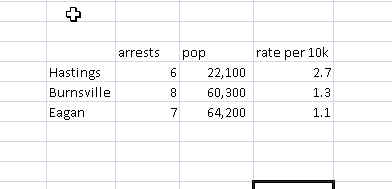 arrests pop rate per 10k
Hastings 6 22,100 2.7
Burnsville 8 60,300 1.3
Eagan 7 64,200 1.1